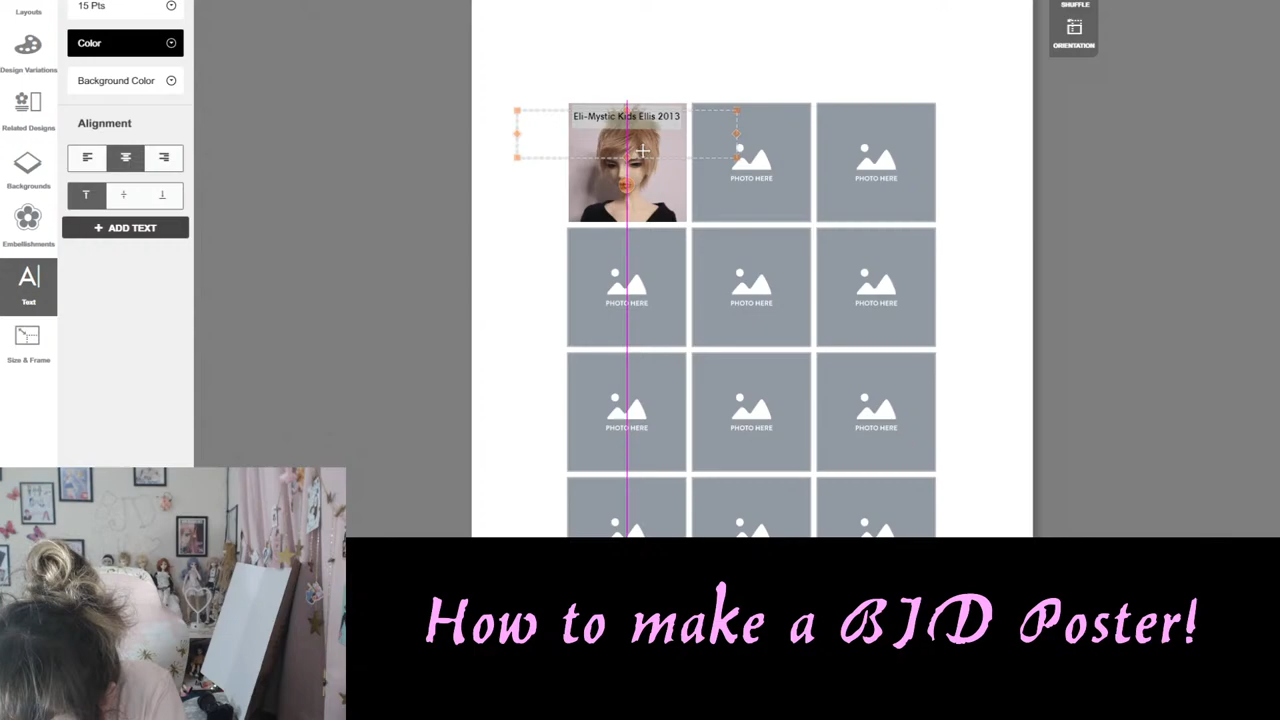 Layouts
Design Variations
Related Designs
Backgrounds
Embellishments
Text
Size & Frame
15 Pts
Color
Background Color
Alignment
+ ADD TEXT
SHUFFLE
ORIENTATION
Eli-Mystic Kids Ellis 2013
PHOTO HERE
PHOTO HERE
PHOTO HERE
PHOTO HERE
PHOTO HERE
PHOTO HERE
PHOTO HERE
PHOTO HERE
How to make a BJD Poster!